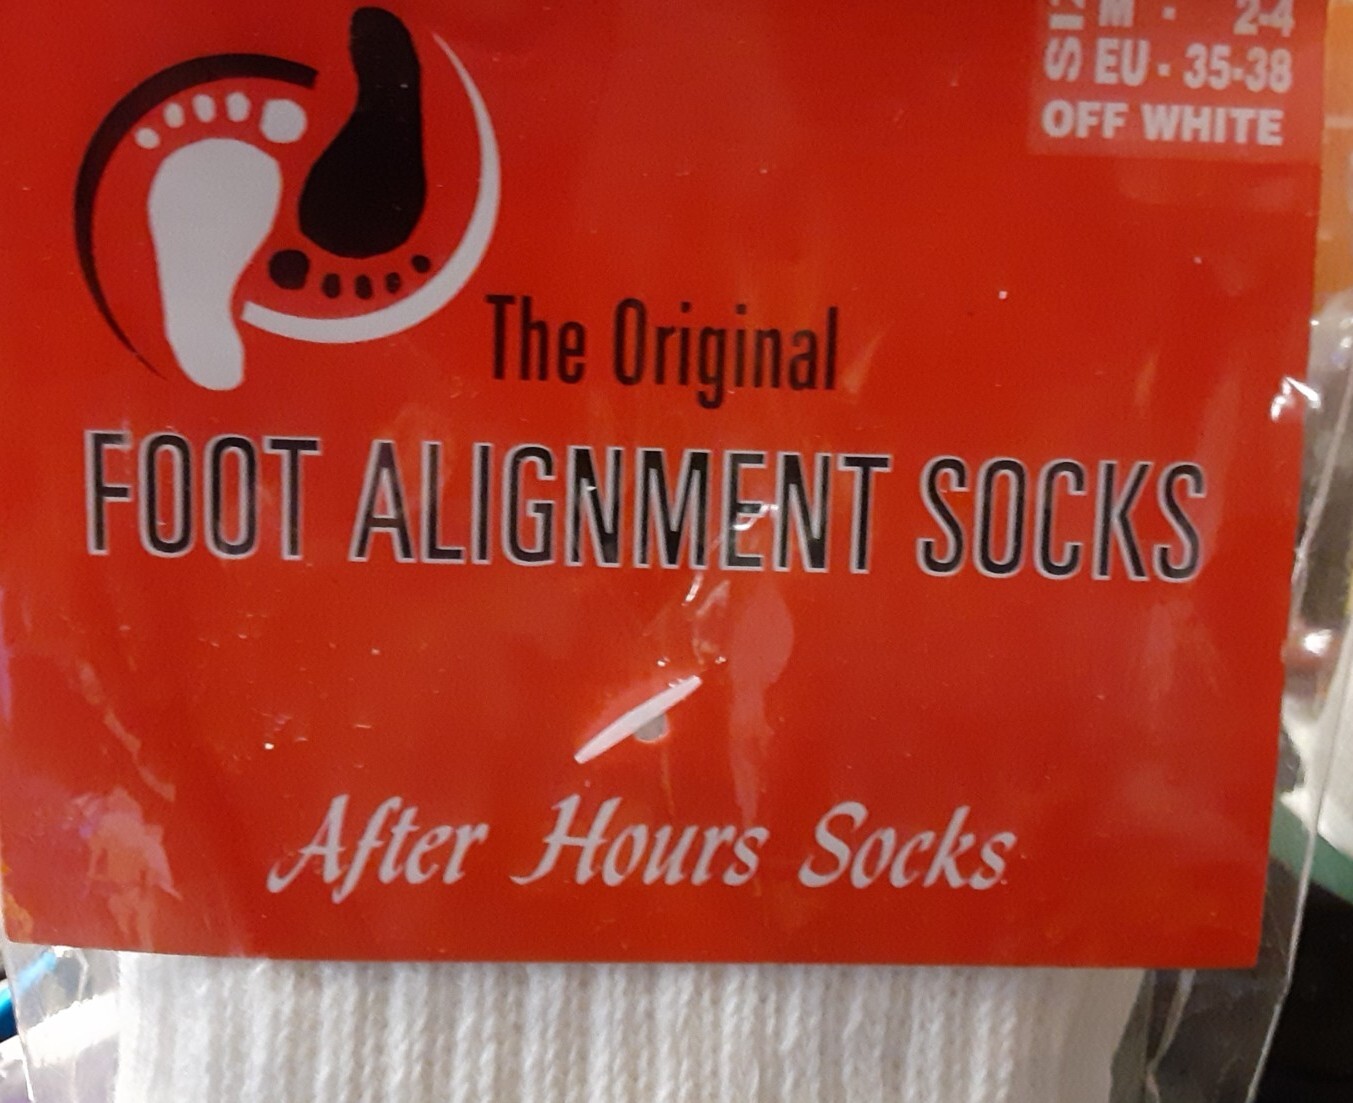 M - 2-4
EU - 35-38
OFF WHITE
The Original
FOOT ALIGNMENT SOCKS
After Hours Socks